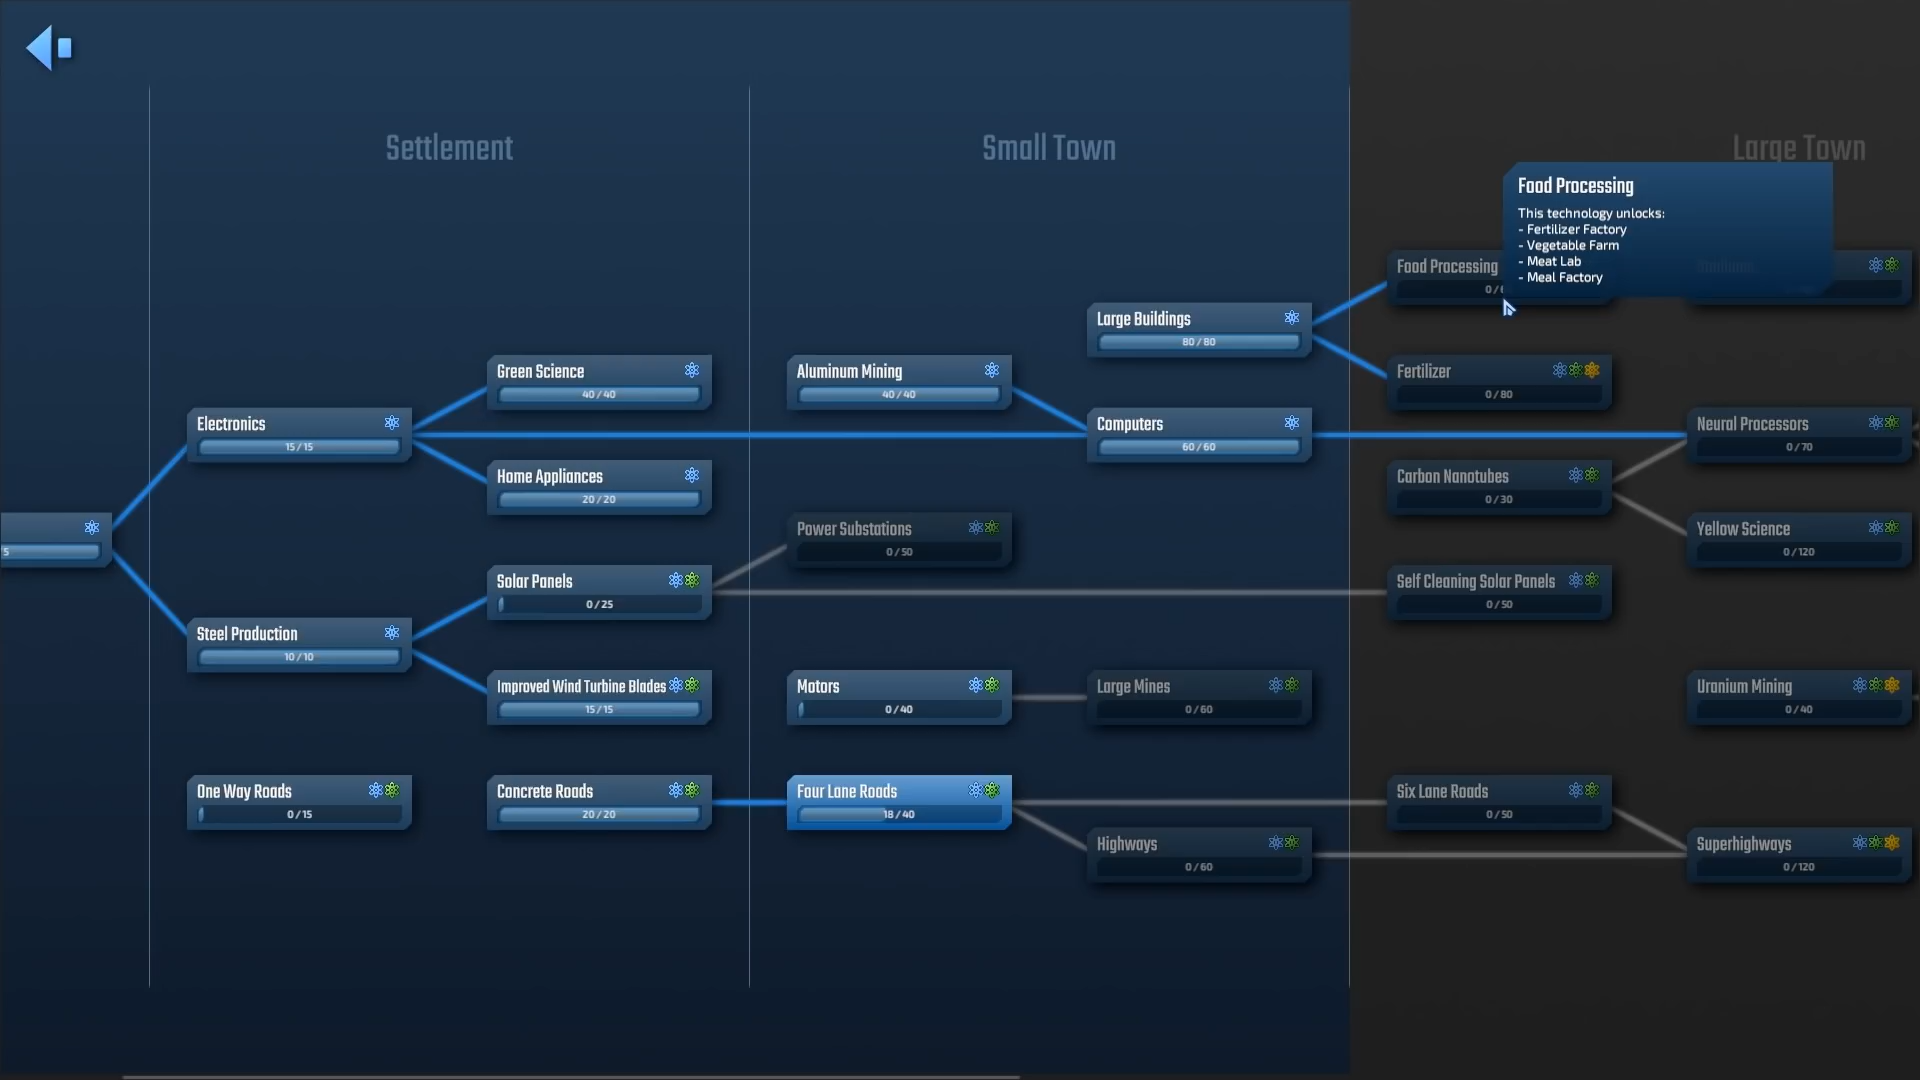 Settlement
Small Town
Large Town
Food Processing
This technology unlocks:
- Fertilizer Factory
- Vegetable Farm
- Meat Lab
- Meal Factory
Food Processing
Large Buildings
80 / 80
Green Science
40 / 40
Aluminum Mining
40 / 40
Fertilizer
0 / 80
Electronics
15 / 15
Computers
60 / 60
Neural Processors
0 / 70
Home Appliances
20 / 20
Carbon Nanotubes
0 / 30
5
Power Substations
0 / 50
Yellow Science
0 / 120
Solar Panels
0 / 25
Self Cleaning Solar Panels
0 / 50
Steel Production
10 / 10
Improved Wind Turbine Blades
15 / 15
Motors
0 / 40
Large Mines
0 / 60
Uranium Mining
0 / 40
One Way Roads
0 / 15
Concrete Roads
20 / 20
Four Lane Roads
18 / 40
Six Lane Roads
0 / 50
Highways
0 / 60
Superhighways
0 / 120